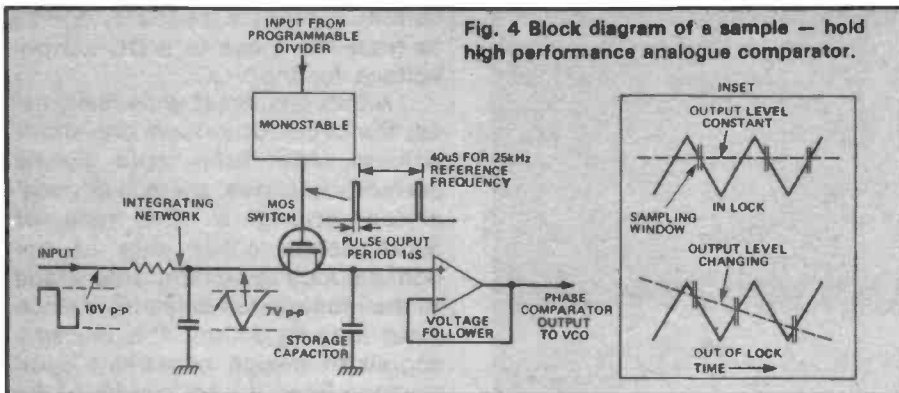 INPUT FROM
PROGRAMMABLE
DIVIDER
Fig. 4 Block diagram of a sample — hold
high performance analogue comparator.
MONOSTABLE
INTEGRATING
NETWORK
MOS
SWITCH
40uS FOR 25kHz
REFERENCE
FREQUENCY
PULSE OUPUT
PERIOD 1uS
INPUT
10V p-p
7V p-p
STORAGE
CAPACITOR
+
−
VOLTAGE
FOLLOWER
PHASE
COMPARATOR
OUTPUT
TO VCO
INSET
OUTPUT LEVEL
CONSTANT
SAMPLING
WINDOW
IN LOCK
OUTPUT LEVEL
CHANGING
OUT OF LOCK
TIME